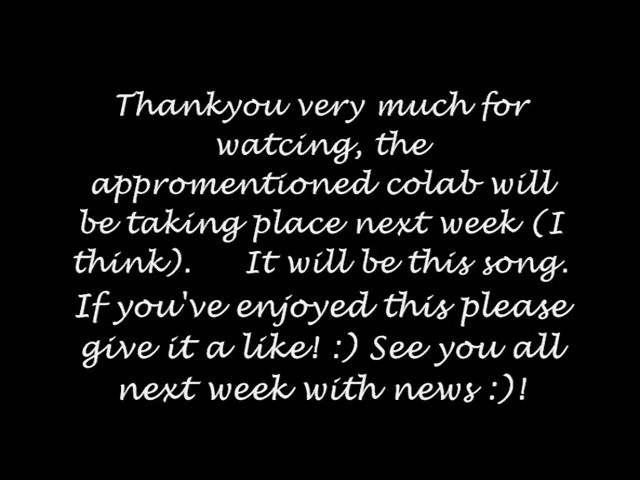 Thankyou very much for
watcing, the
appromentioned colab will
be taking place next week (I
think). It will be this song.
If you've enjoyed this please
give it a like! :) See you all
next week with news :)!